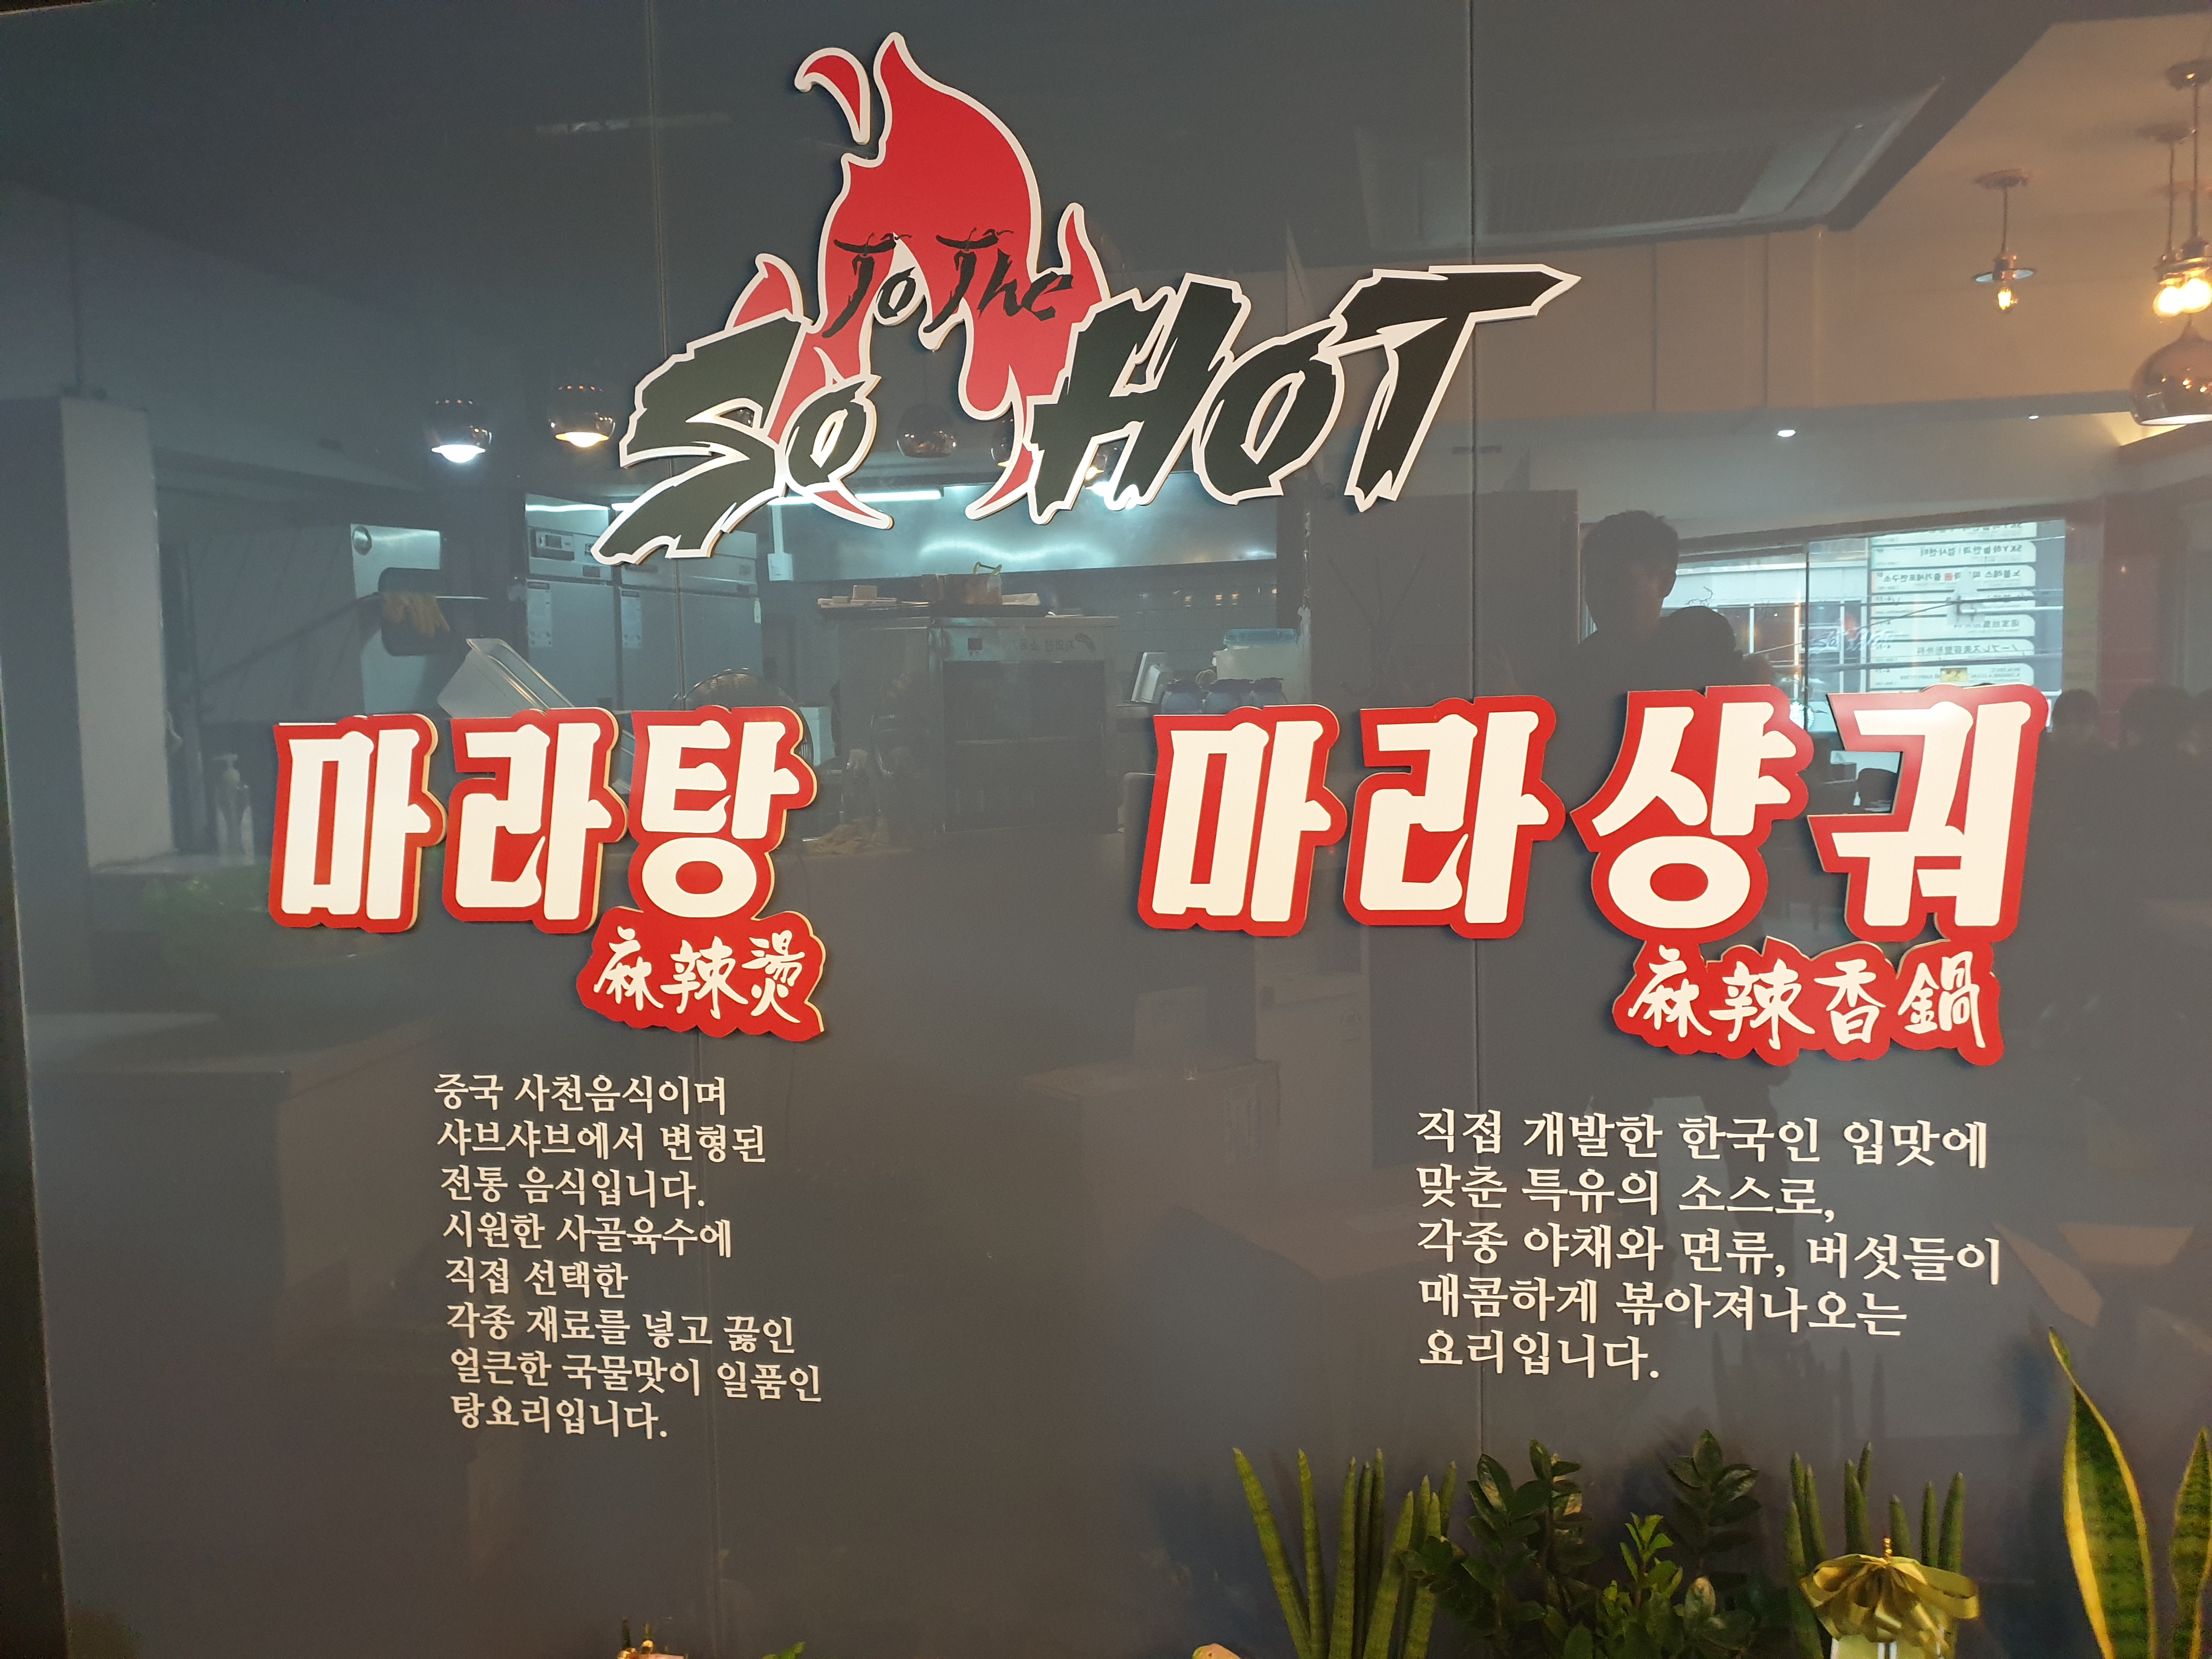 To The
So HOT
마라탕
麻辣燙
중국 사천음식이며
샤브샤브에서 변형된
전통 음식입니다.
시원한 사골육수에
직접 선택한
각종 재료를 넣고 끓인
얼큰한 국물맛이 일품인
탕요리입니다.
마라샹궈
麻辣香鍋
직접 개발한 한국인 입맛에
맞춘 특유의 소스로,
각종 야채와 면류, 버섯들이
매콤하게 볶아져나오는
요리입니다.